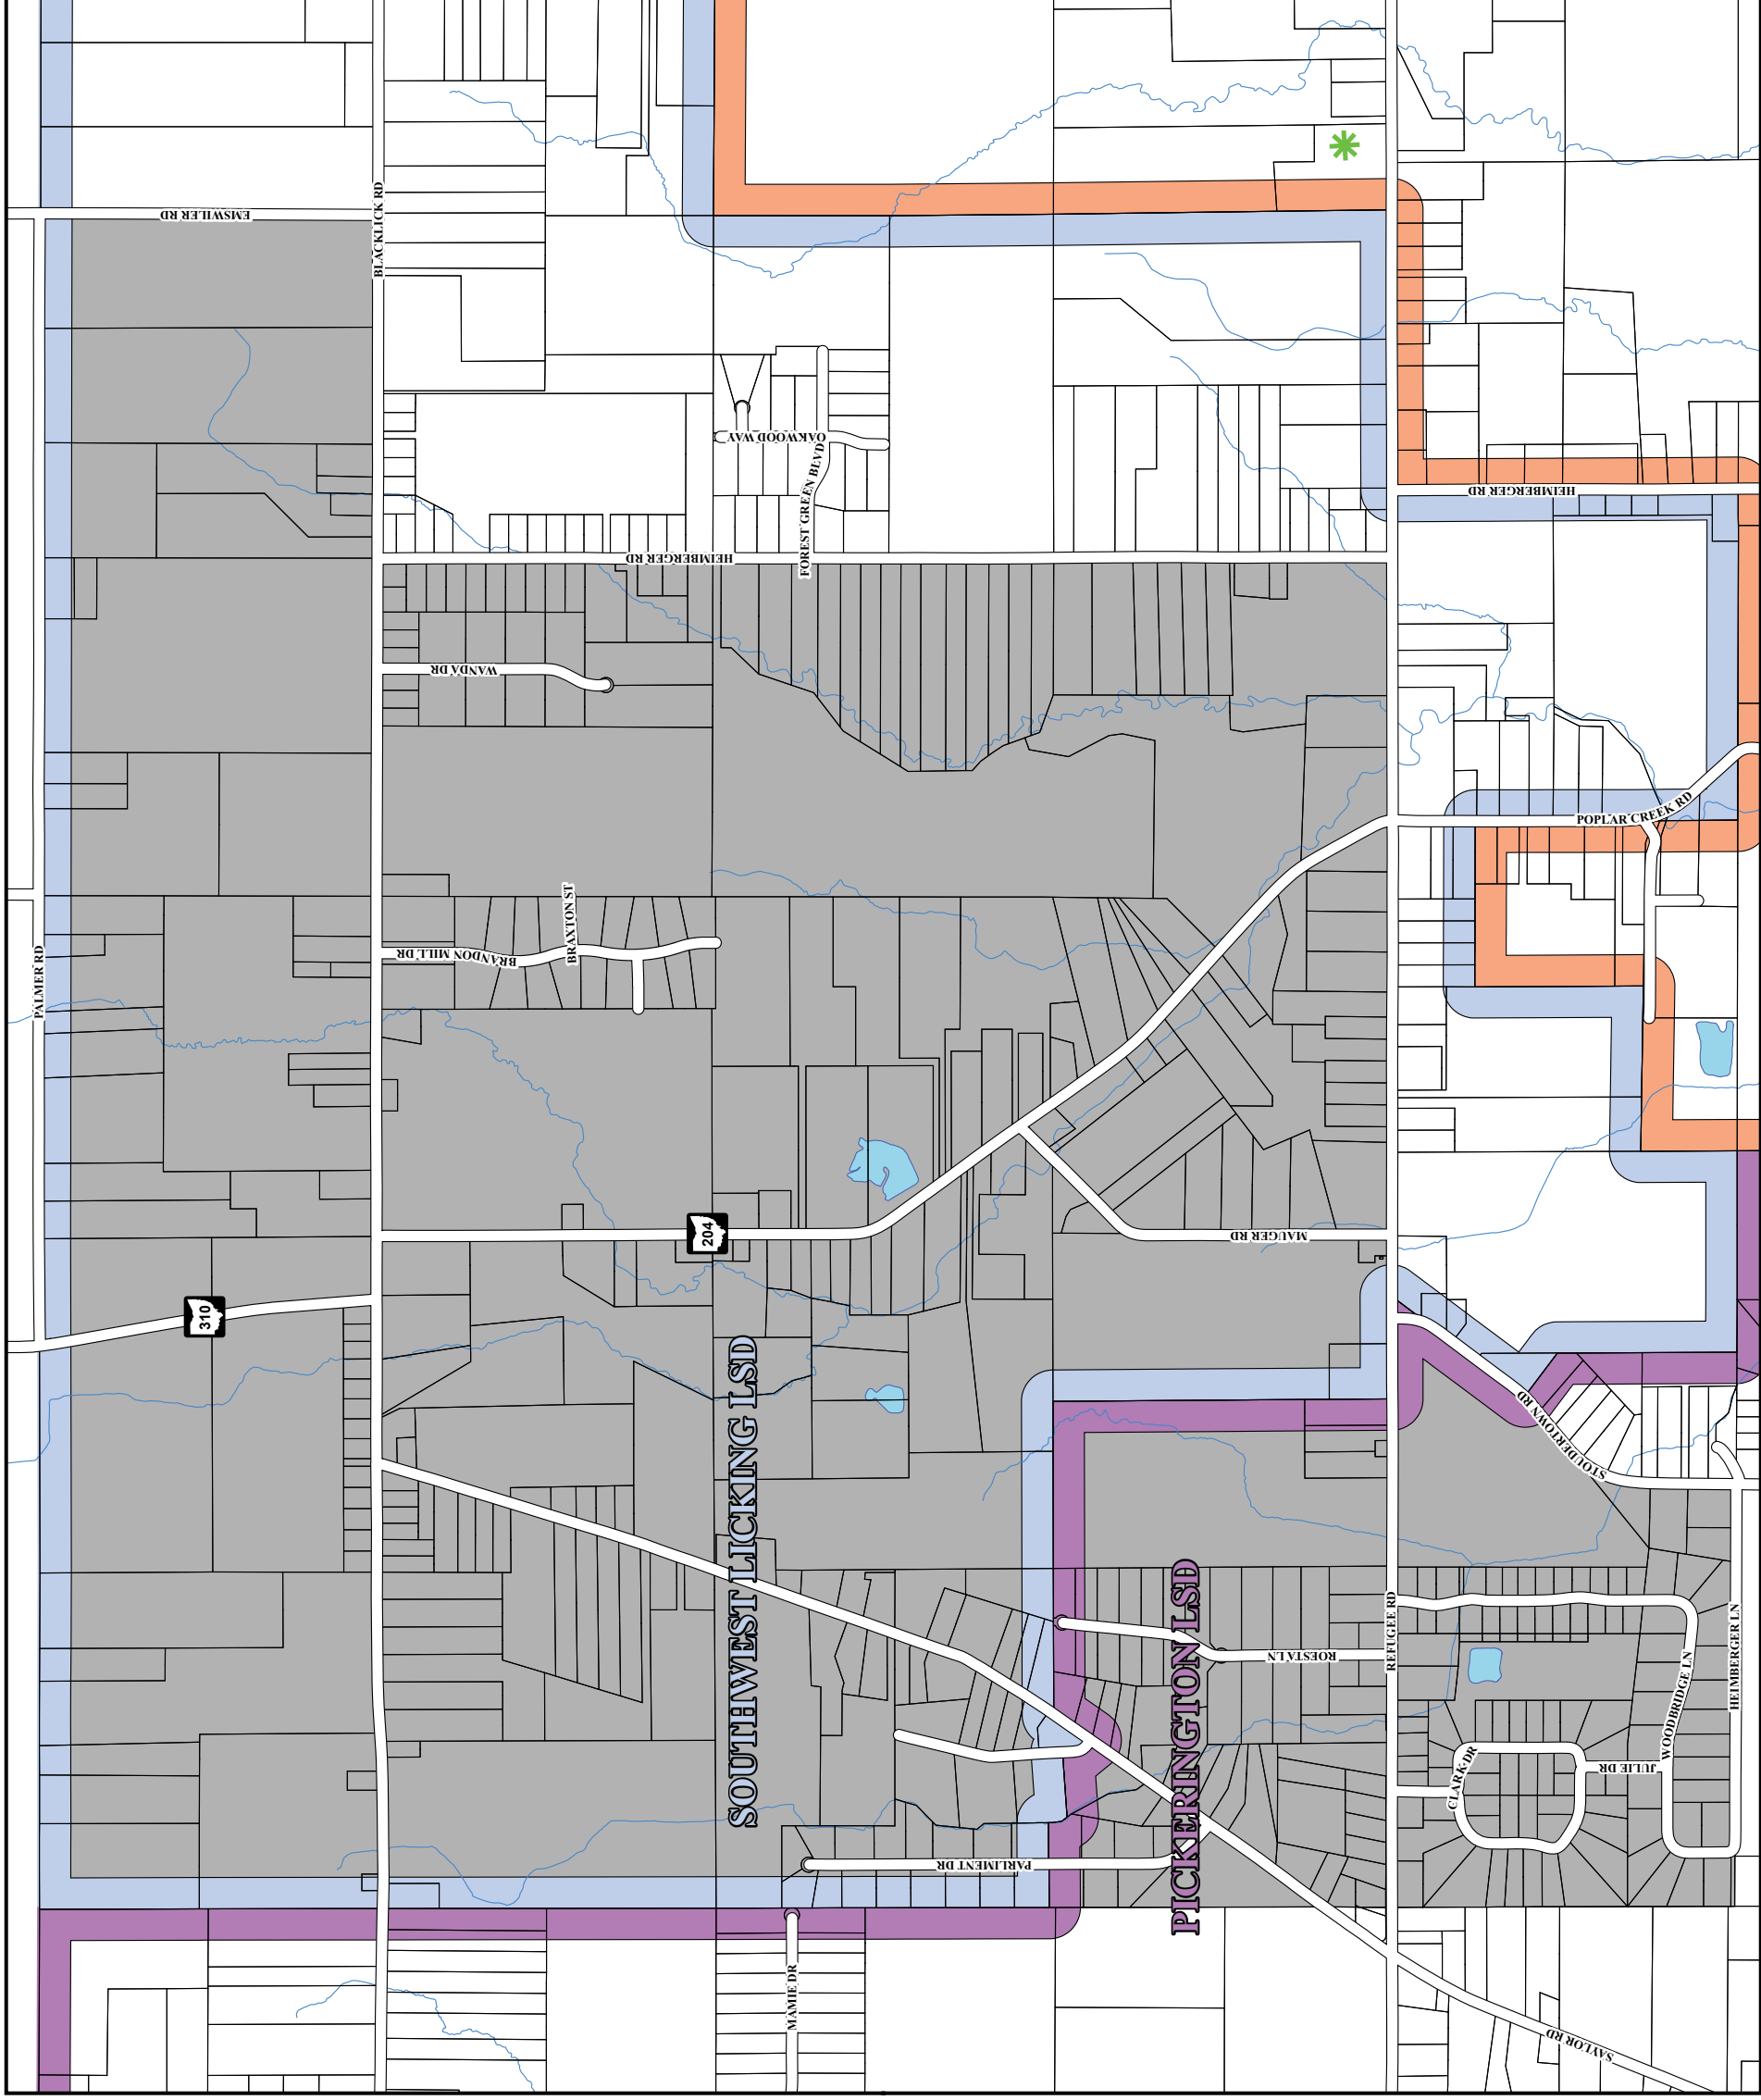 EMSWILER RD
BLACKLICK RD
OAKWOOD WAY
FOREST GREEN BLVD
HEIMBERGER RD
HEIMBERGER RD
WANDA DR
POPLAR CREEK RD
PALMER RD
BRANDON MILL DR
BRAXTON ST
204
MAUGER RD
310
SOUTHWEST LICKING LSD
STOUDERTOWN RD
PICKERINGTON LSD
ROESTA LN
REFUGEE RD
HEIMBERGER LN
WOODBRIDGE LN
CLARK DR
JULIE DR
PARLIMENT DR
MAMIE DR
SAYLOR RD